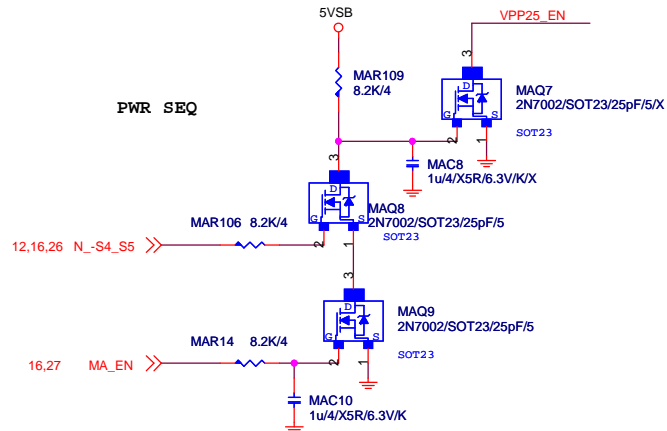 5VSB
VPP25_EN
3
MAR109
8.2K/4
D
MAQ7
2N7002/SOT23/25pF/5/X
PWR SEQ
G
S
SOT23
2
1
3
MAC8
1u/4/X5R/6.3V/K/X
D
MAQ8
2N7002/SOT23/25pF/5
MAR106 8.2K/4
G
S
SOT23
12,16,26 N_-S4_S5
2
1
3
D
MAQ9
2N7002/SOT23/25pF/5
MAR14 8.2K/4
G
S
SOT23
16,27 MA_EN
2
1
MAC10
1u/4/X5R/6.3V/K